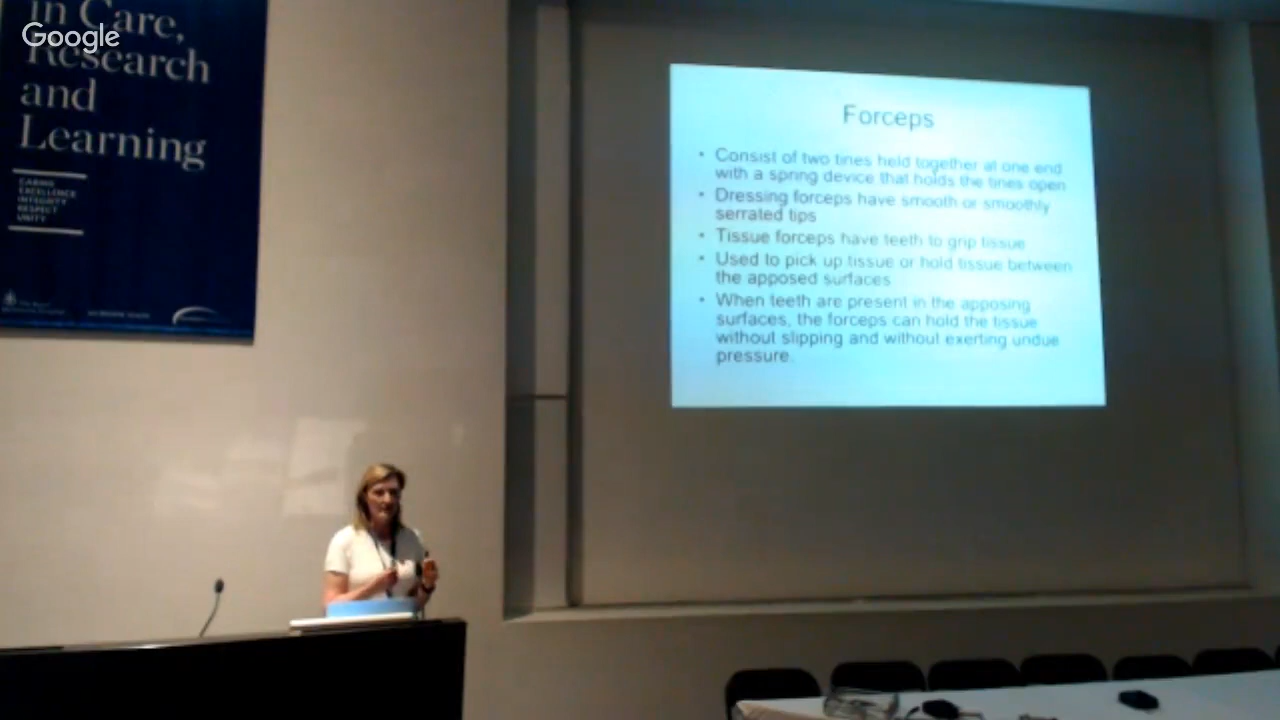 Google
in Care,
Research
and
Learning
CARING
EXCELLENCE
INTEGRITY
RESPECT
UNITY
Forceps
• Consist of two tines held together at one end
with a spring device that holds the tines open
• Dressing forceps have smooth or smoothly
serrated tips
• Tissue forceps have teeth to grip tissue
• Used to pick up tissue or hold tissue between
the apposed surfaces
• When teeth are present in the apposing
surfaces, the forceps can hold the tissue
without slipping and without exerting undue
pressure.